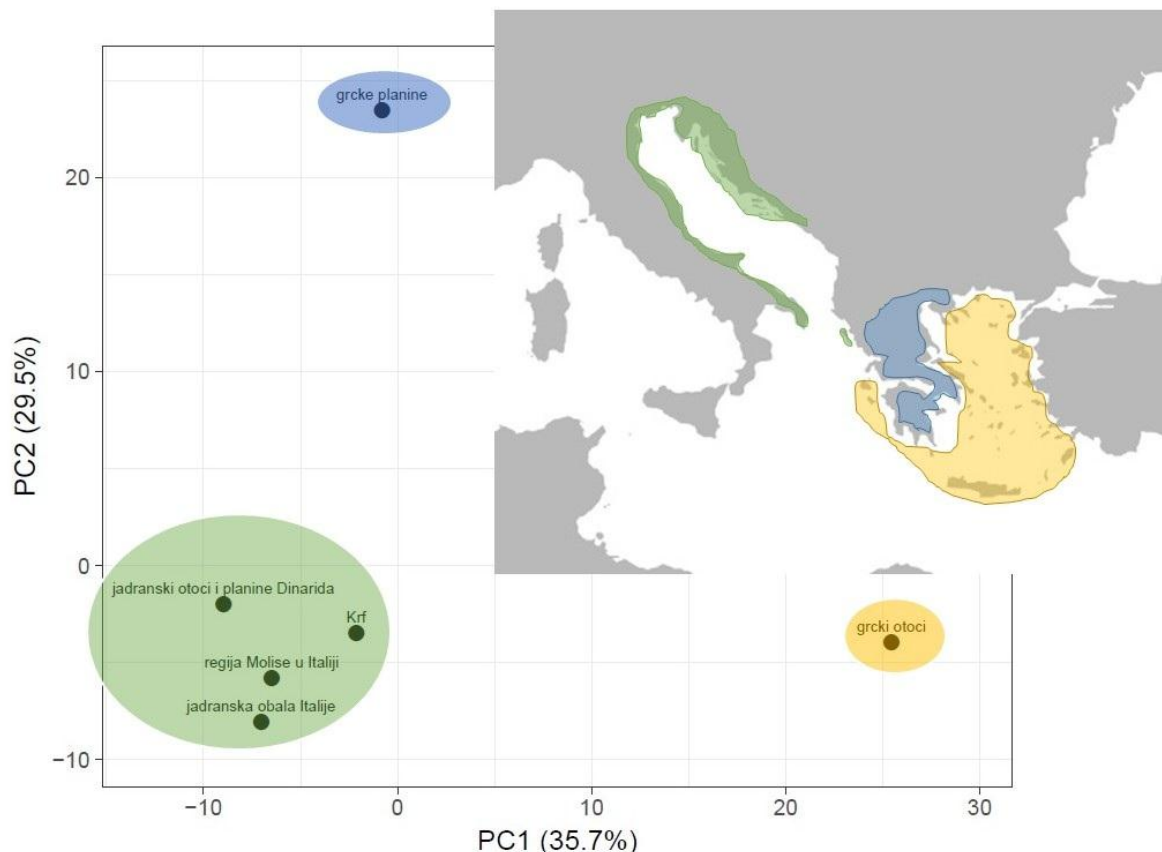 grcke planine
20
10
PC2 (29.5%)
0
jadranski otoci i planine Dinarida
Krf
grcki otoci
regija Molise u Italiji
jadranska obala Italije
−10
−10
0
10
20
30
PC1 (35.7%)